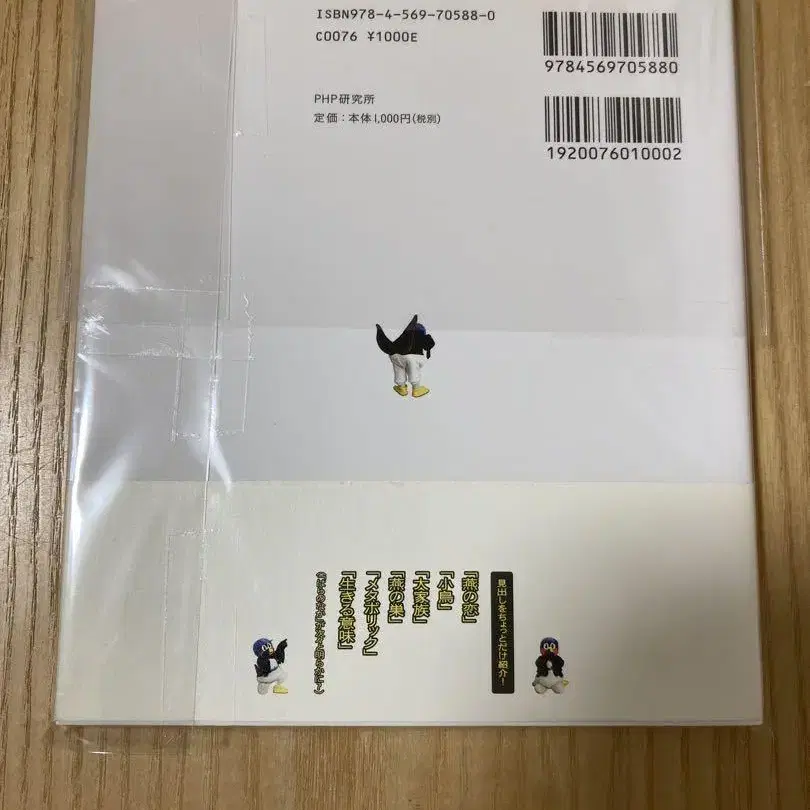 ISBN978-4-569-70588-0
C0076 ¥1000E
9784569705880
PHP研究所
定価：本体1,000円(税別)
1920076010002
見出しをちょっとだけ紹介！
「燕の恋」
「小鳥」
「大家族」
「燕の巣」
「メタボリック」
「生きる意味」